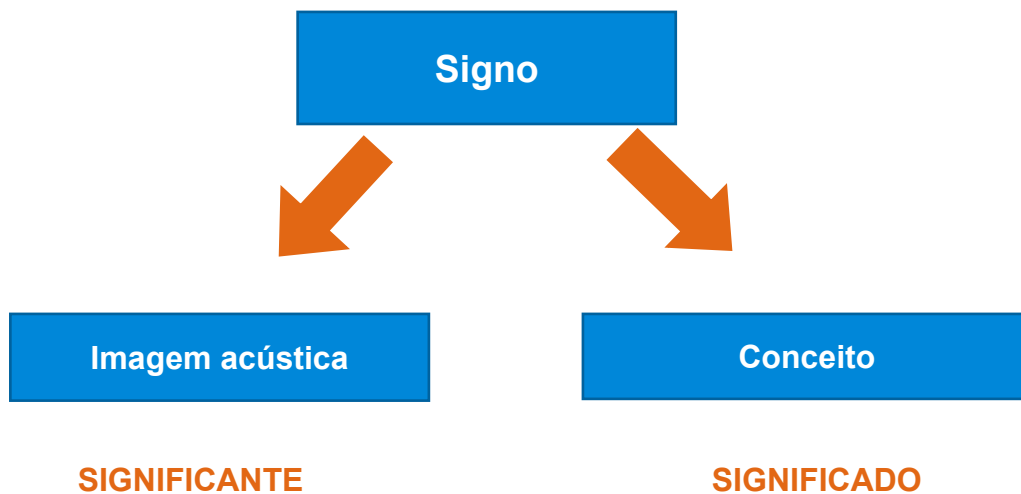 Signo
Imagem acústica
Conceito
SIGNIFICANTE
SIGNIFICADO